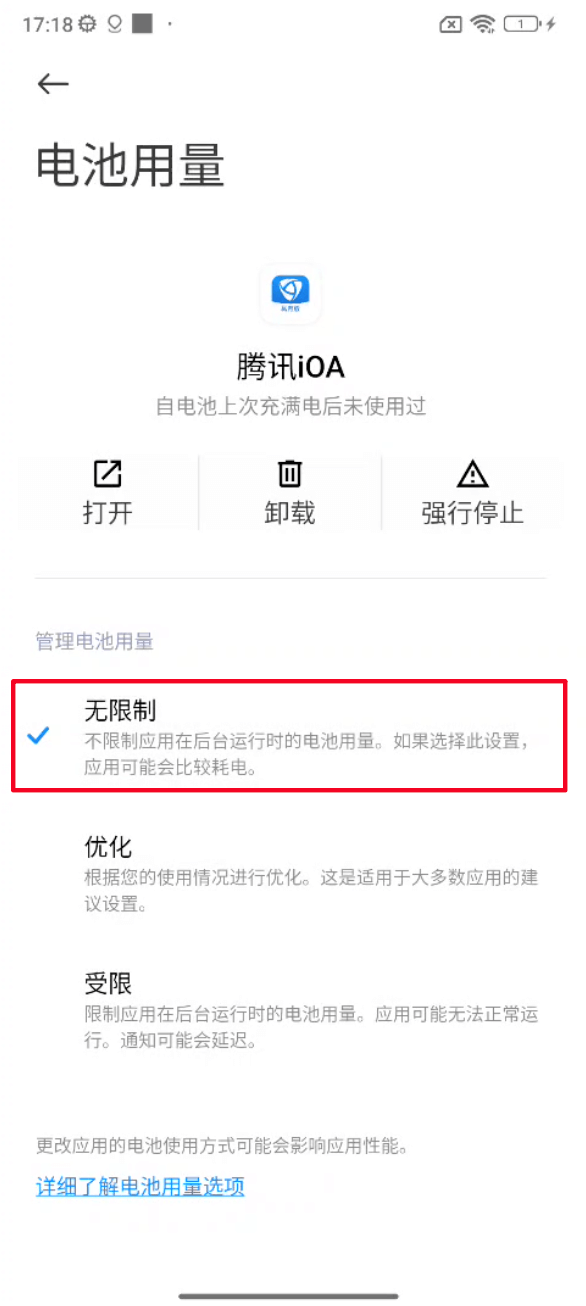 17:18
1
电池用量
私有版
腾讯iOA
自电池上次充满电后未使用过
打开 卸载 强行停止
管理电池用量
无限制
不限制应用在后台运行时的电池用量。如果选择此设置，
应用可能会比较耗电。
优化
根据您的使用情况进行优化。这是适用于大多数应用的建
议设置。
受限
限制应用在后台运行时的电池用量。应用可能无法正常运
行。通知可能会延迟。
更改应用的电池使用方式可能会影响应用性能。
详细了解电池用量选项